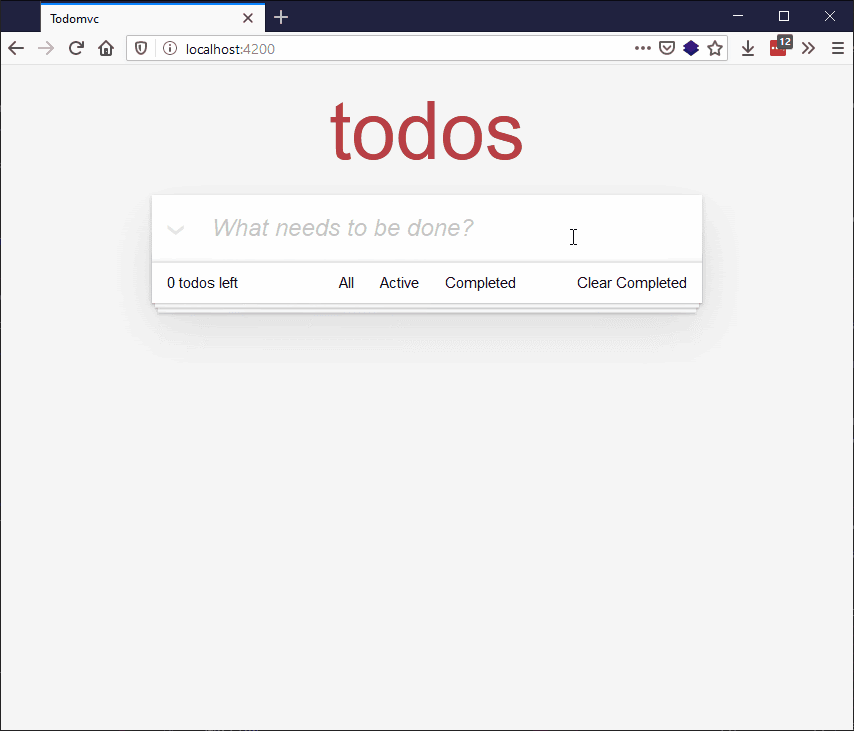 Todomvc
localhost:4200
12
todos
What needs to be done?
0 todos left All Active Completed Clear Completed